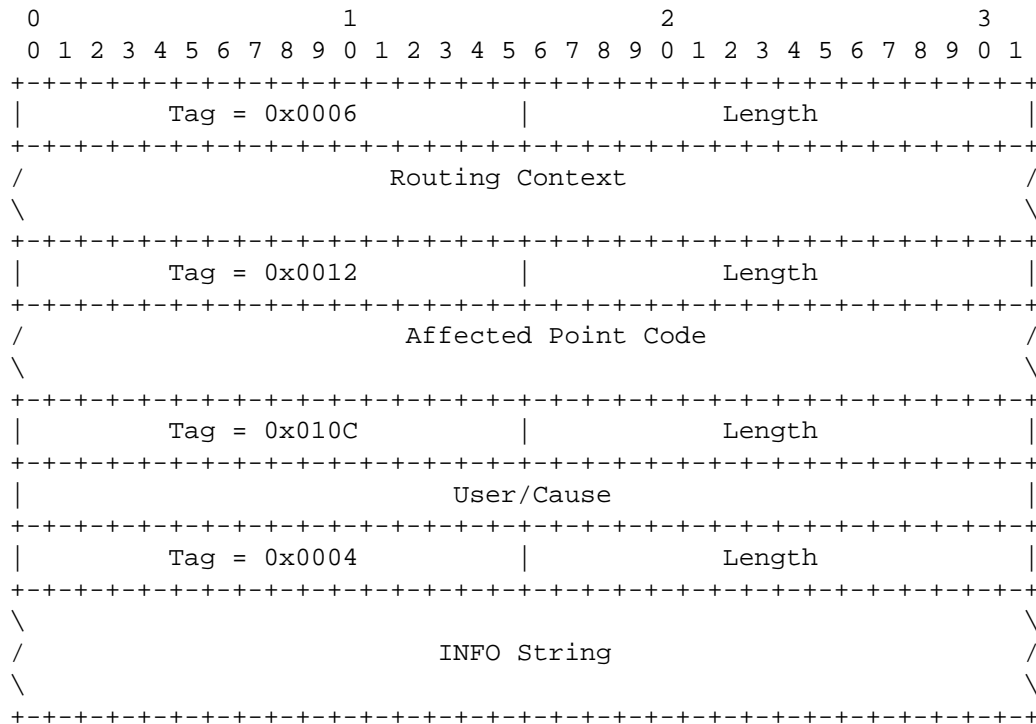 0                   1                   2                   3
 0 1 2 3 4 5 6 7 8 9 0 1 2 3 4 5 6 7 8 9 0 1 2 3 4 5 6 7 8 9 0 1
+-+-+-+-+-+-+-+-+-+-+-+-+-+-+-+-+-+-+-+-+-+-+-+-+-+-+-+-+-+-+-+-+
|         Tag = 0x0006          |            Length             |
+-+-+-+-+-+-+-+-+-+-+-+-+-+-+-+-+-+-+-+-+-+-+-+-+-+-+-+-+-+-+-+-+
/                       Routing Context                         /
\                                                               \
+-+-+-+-+-+-+-+-+-+-+-+-+-+-+-+-+-+-+-+-+-+-+-+-+-+-+-+-+-+-+-+-+
|         Tag = 0x0012          |            Length             |
+-+-+-+-+-+-+-+-+-+-+-+-+-+-+-+-+-+-+-+-+-+-+-+-+-+-+-+-+-+-+-+-+
/                        Affected Point Code                    /
\                                                               \
+-+-+-+-+-+-+-+-+-+-+-+-+-+-+-+-+-+-+-+-+-+-+-+-+-+-+-+-+-+-+-+-+
|         Tag = 0x010C          |            Length             |
+-+-+-+-+-+-+-+-+-+-+-+-+-+-+-+-+-+-+-+-+-+-+-+-+-+-+-+-+-+-+-+-+
|                           User/Cause                          |
+-+-+-+-+-+-+-+-+-+-+-+-+-+-+-+-+-+-+-+-+-+-+-+-+-+-+-+-+-+-+-+-+
|         Tag = 0x0004          |            Length             |
+-+-+-+-+-+-+-+-+-+-+-+-+-+-+-+-+-+-+-+-+-+-+-+-+-+-+-+-+-+-+-+-+
\                                                               \
/                          INFO String                          /
\                                                               \
+-+-+-+-+-+-+-+-+-+-+-+-+-+-+-+-+-+-+-+-+-+-+-+-+-+-+-+-+-+-+-+-+